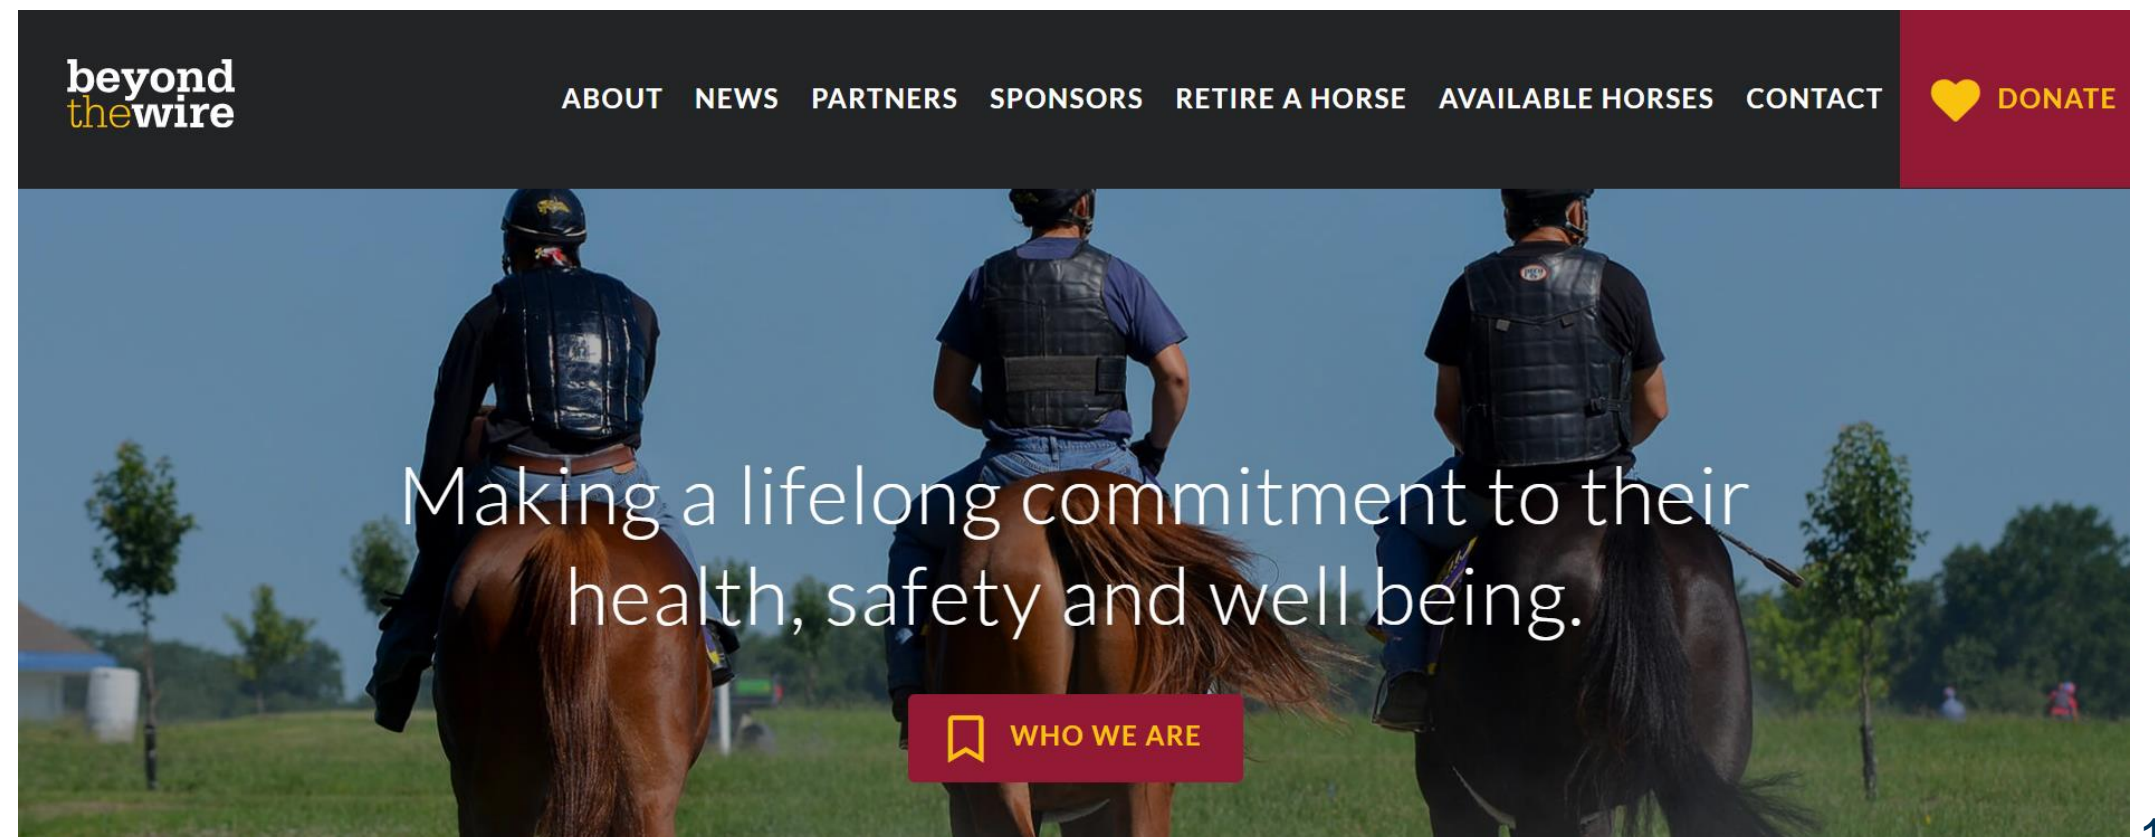 beyond
thewire
ABOUT NEWS PARTNERS SPONSORS RETIRE A HORSE AVAILABLE HORSES CONTACT DONATE
Making a lifelong commitment to their
health, safety and well being.
WHO WE ARE